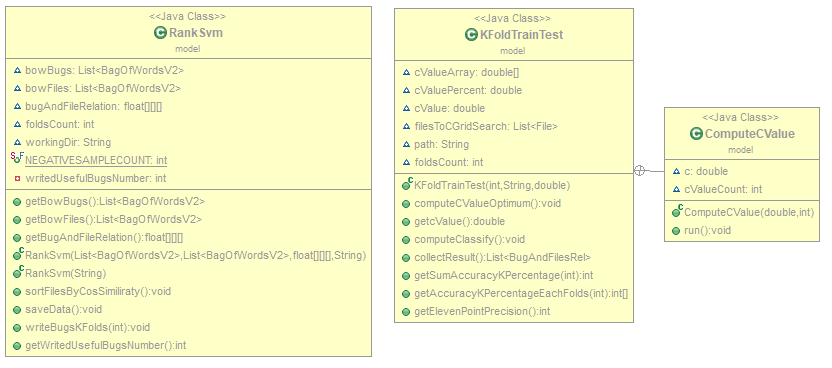 <<Java Class>>
RankSvm
model
bowBugs: List<BagOfWordsV2>
bowFiles: List<BagOfWordsV2>
bugAndFileRelation: float[][][]
foldsCount: int
workingDir: String
NEGATIVESAMPLECOUNT: int
writedUsefulBugsNumber: int
getBowBugs():List<BagOfWordsV2>
getBowFiles():List<BagOfWordsV2>
getBugAndFileRelation():float[][][]
RankSvm(List<BagOfWordsV2>,List<BagOfWordsV2>,float[][][],String)
RankSvm(String)
sortFilesByCosSimiliraty():void
saveData():void
writeBugsKFolds(int):void
getWritedUsefulBugsNumber():int
<<Java Class>>
KFoldTrainTest
model
cValueArray: double[]
cValuePercent: double
cValue: double
filesToCGridSearch: List<File>
path: String
foldsCount: int
KFoldTrainTest(int,String,double)
computeCValueOptimum():void
getcValue():double
computeClassify():void
collectResult():List<BugAndFilesRel>
getSumAccuracyKPercentage(int):int
getAccuracyKPercentageEachFolds(int):int[]
getElevenPointPrecision():int
<<Java Class>>
ComputeCValue
model
c: double
cValueCount: int
ComputeCValue(double,int)
run():void